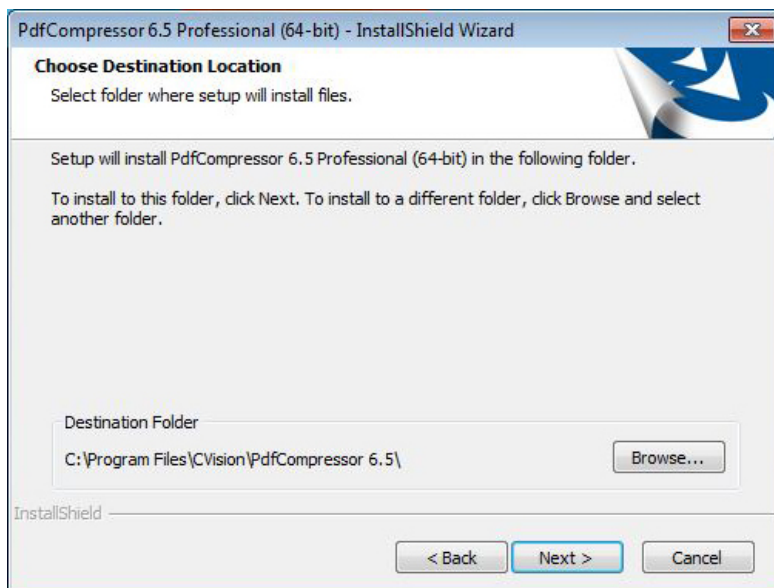 PdfCompressor 6.5 Professional (64-bit) - InstallShield Wizard
Choose Destination Location
Select folder where setup will install files.
Setup will install PdfCompressor 6.5 Professional (64-bit) in the following folder.
To install to this folder, click Next. To install to a different folder, click Browse and select
another folder.
Destination Folder
C:\Program Files\CVision\PdfCompressor 6.5\
Browse...
InstallShield
< Back
Next >
Cancel